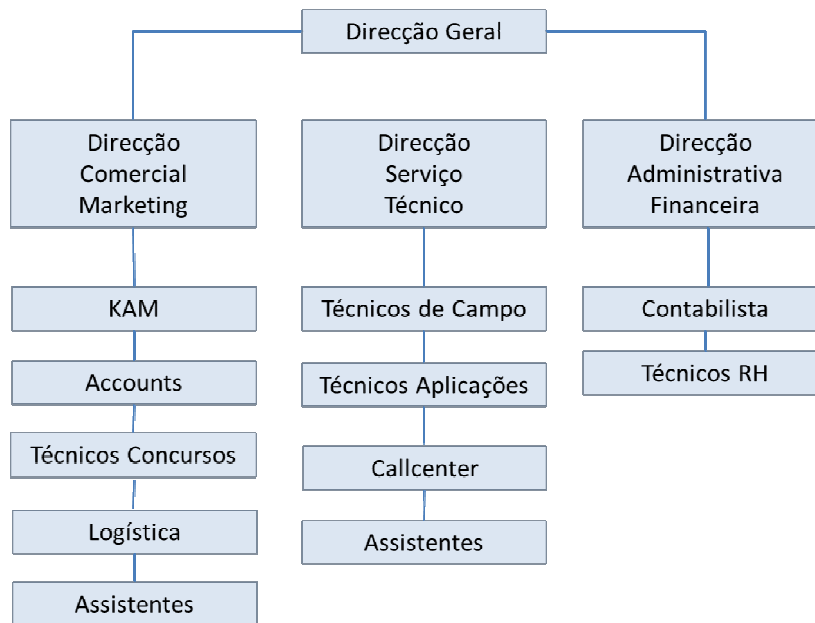 Direcção Geral
Direcção
Comercial
Marketing
KAM
Accounts
Técnicos Concursos
Logística
Assistentes
Direcção
Serviço
Técnico
Técnicos de Campo
Técnicos Aplicações
Callcenter
Assistentes
Direcção
Administrativa
Financeira
Contabilista
Técnicos RH